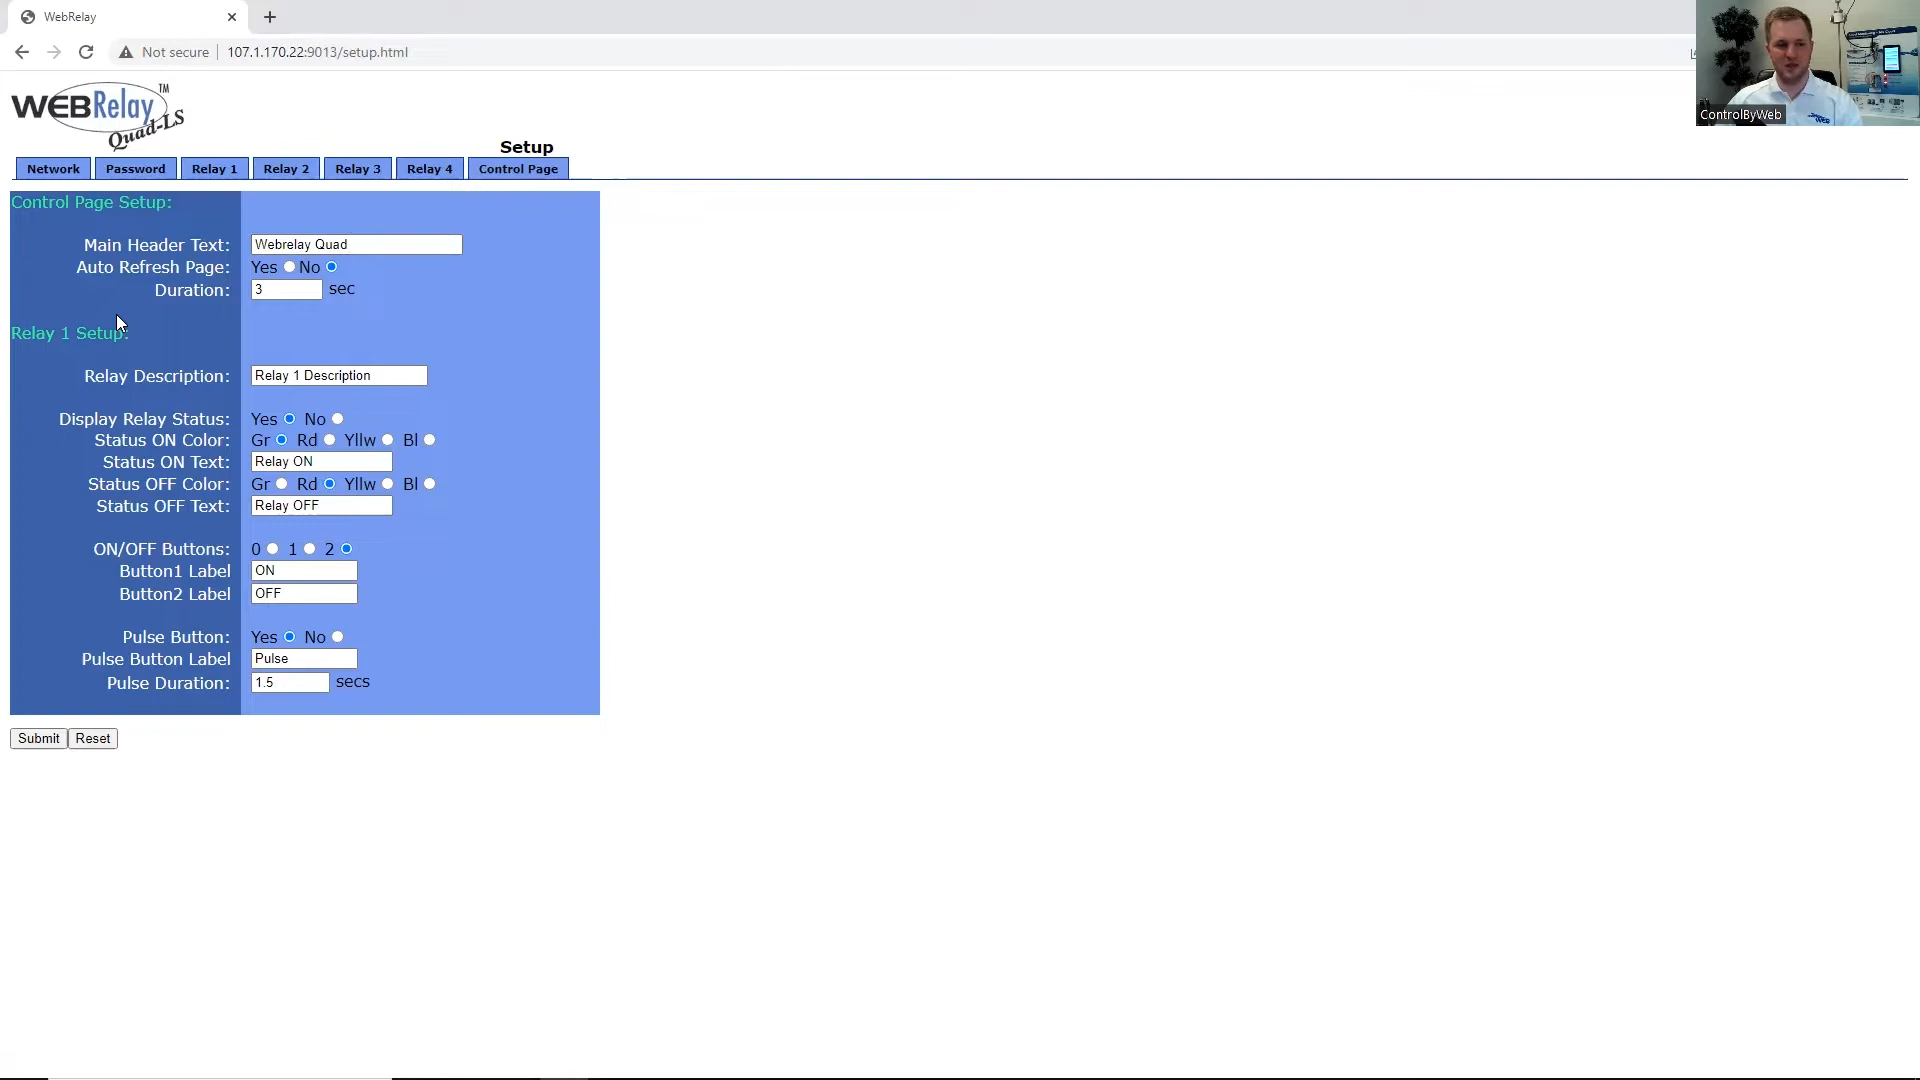 WebRelay
Not secure 107.1.170.22:9013/setup.html
WEBRelay™
Quad-LS
ControlByWeb
Setup
Network Password Relay 1 Relay 2 Relay 3 Relay 4 Control Page
Control Page Setup:
Main Header Text: Webrelay Quad
Auto Refresh Page: Yes No
Duration: 3 sec
Relay 1 Setup:
Relay Description: Relay 1 Description
Display Relay Status: Yes No
Status ON Color: Gr Rd Yllw Bl
Status ON Text: Relay ON
Status OFF Color: Gr Rd Yllw Bl
Status OFF Text: Relay OFF
ON/OFF Buttons: 0 1 2
Button1 Label ON
Button2 Label OFF
Pulse Button: Yes No
Pulse Button Label Pulse
Pulse Duration: 1.5 secs
Submit Reset